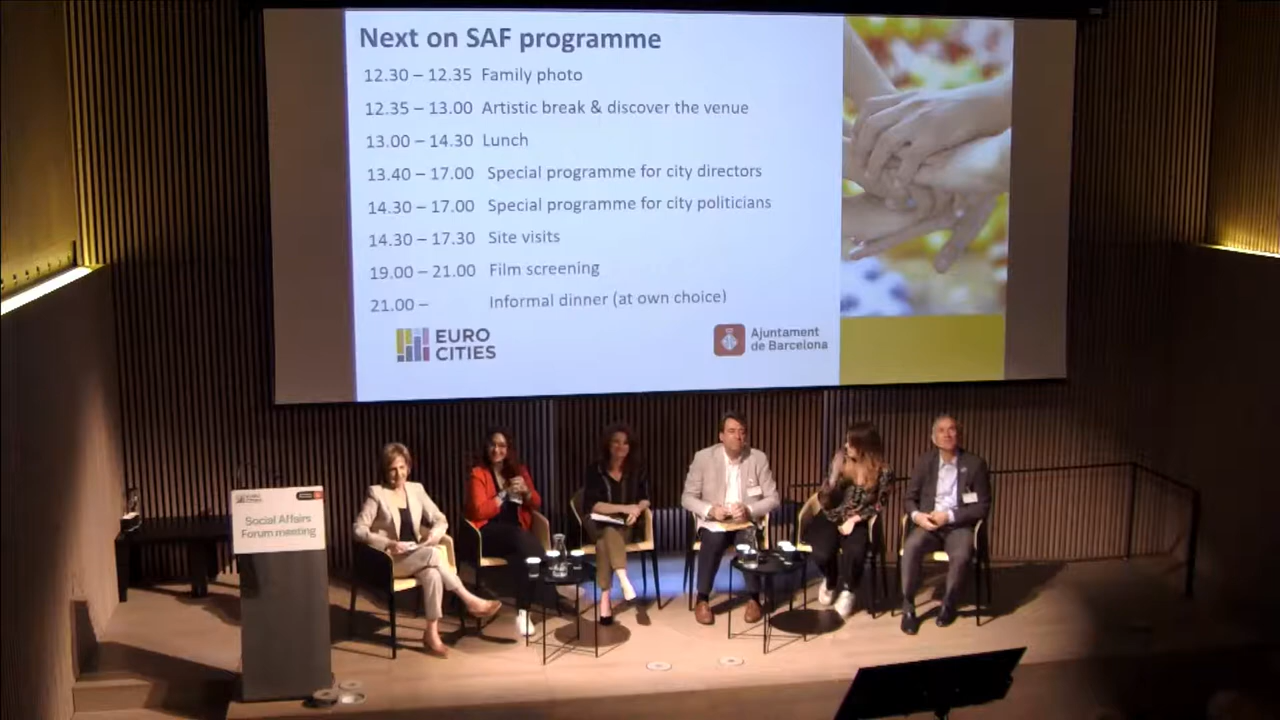 Next on SAF programme
12.30 – 12.35 Family photo
12.35 – 13.00 Artistic break & discover the venue
13.00 – 14.30 Lunch
13.40 – 17.00 Special programme for city directors
14.30 – 17.00 Special programme for city politicians
14.30 – 17.30 Site visits
19.00 – 21.00 Film screening
21.00 – Informal dinner (at own choice)
EURO
CITIES
Ajuntament
de Barcelona
Social Affairs
Forum meeting